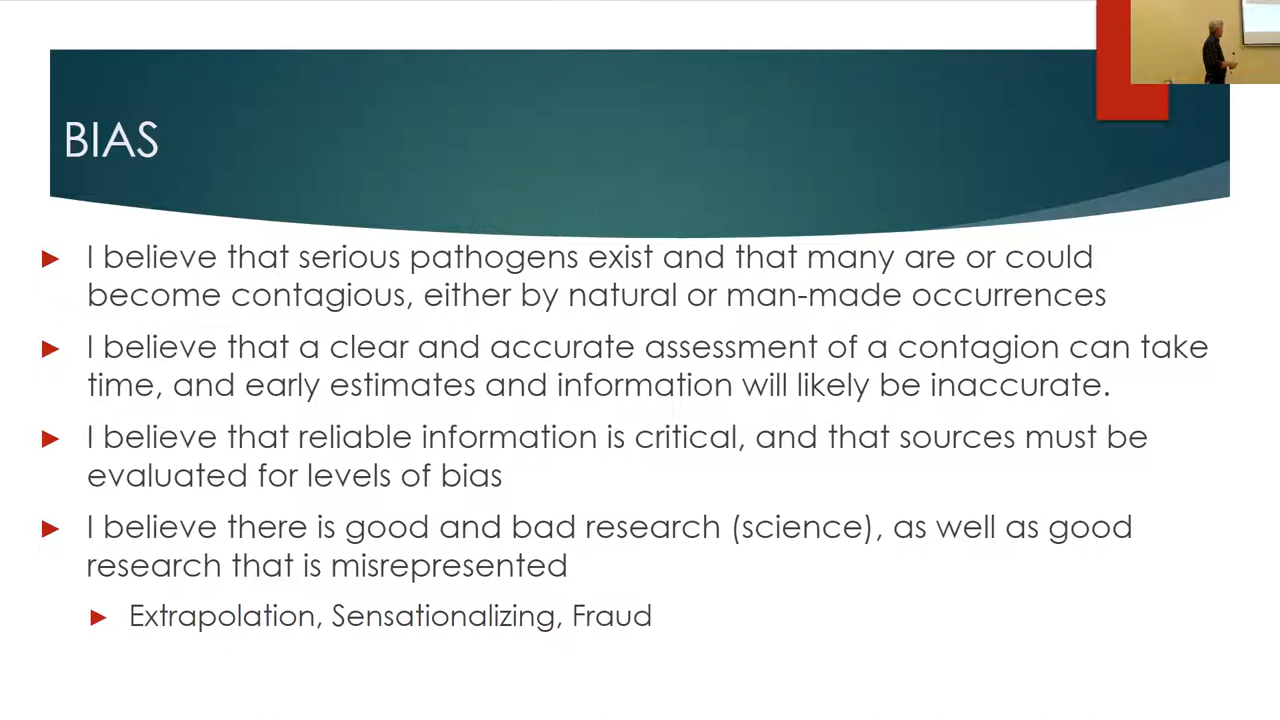 BIAS
I believe that serious pathogens exist and that many are or could
become contagious, either by natural or man-made occurrences
I believe that a clear and accurate assessment of a contagion can take
time, and early estimates and information will likely be inaccurate.
I believe that reliable information is critical, and that sources must be
evaluated for levels of bias
I believe there is good and bad research (science), as well as good
research that is misrepresented
Extrapolation, Sensationalizing, Fraud